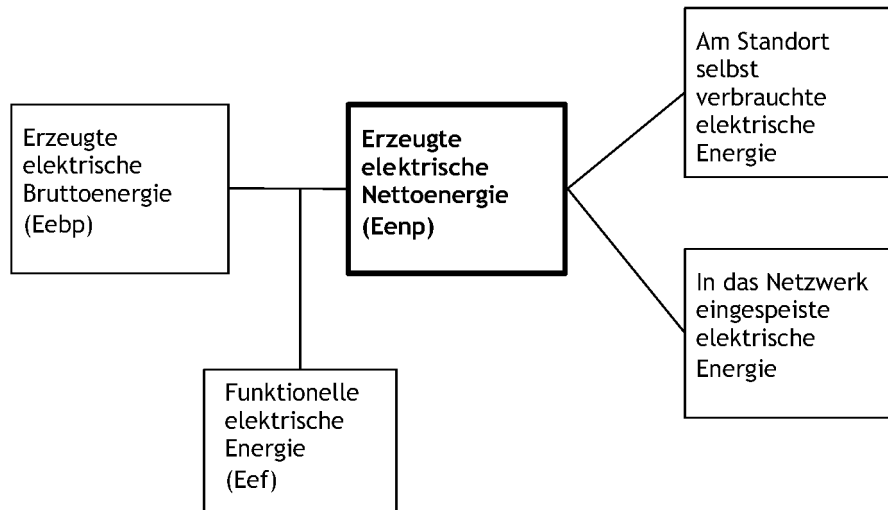 Erzeugte
elektrische
Bruttoenergie
(Eebp)
Funktionelle
elektrische
Energie
(Eef)
Erzeugte
elektrische
Nettoenergie
(Eenp)
Am Standort
selbst
verbrauchte
elektrische
Energie
In das Netzwerk
eingespeiste
elektrische
Energie